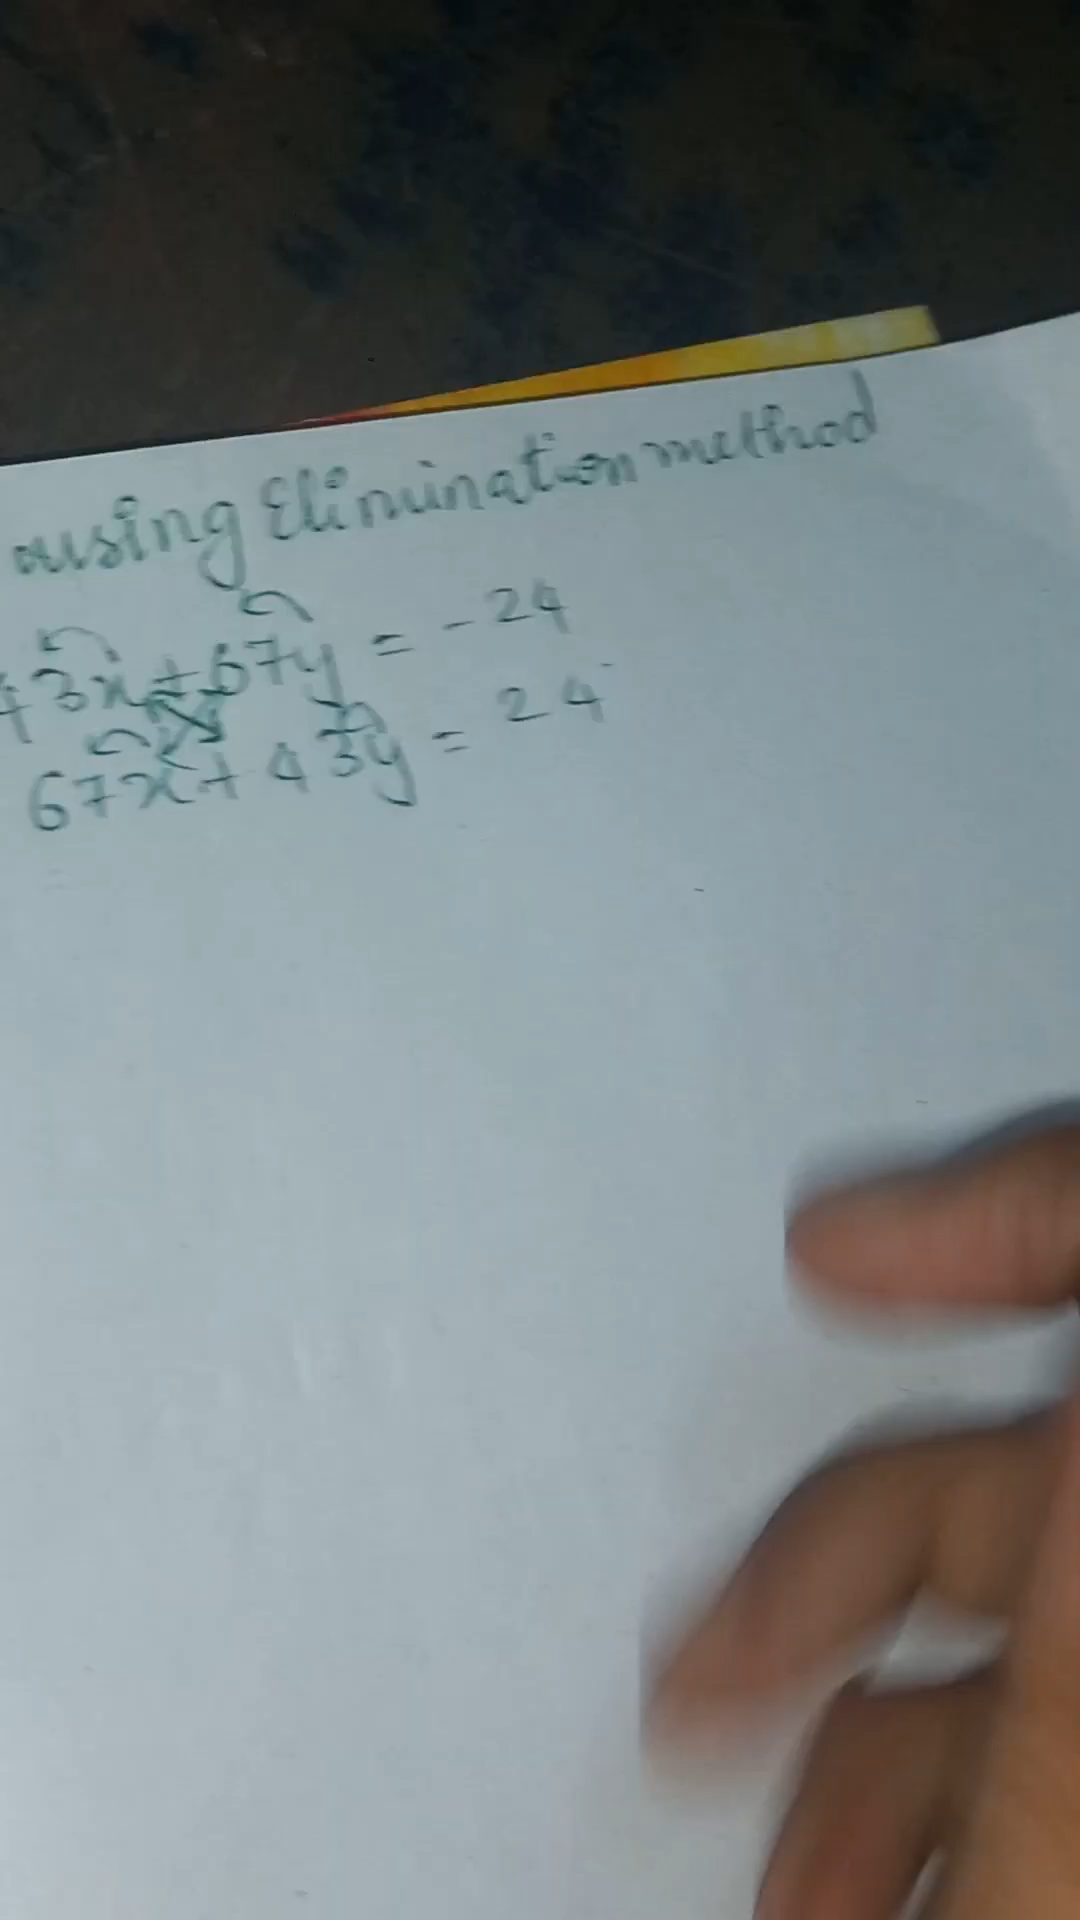 using Elimination method
43x+67y = -24
67x+43y = 24